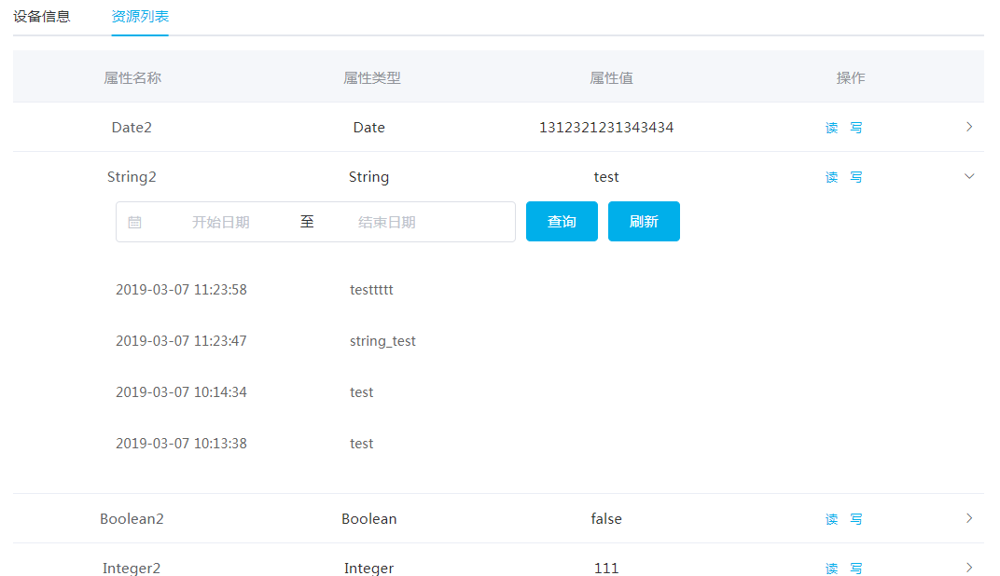 设备信息 资源列表
属性名称 属性类型 属性值 操作
Date2 Date 1312321231343434 读 写
String2 String test 读 写
开始日期 至 结束日期 查询 刷新
2019-03-07 11:23:58 testtttt
2019-03-07 11:23:47 string_test
2019-03-07 10:14:34 test
2019-03-07 10:13:38 test
Boolean2 Boolean false 读 写
Integer2 Integer 111 读 写